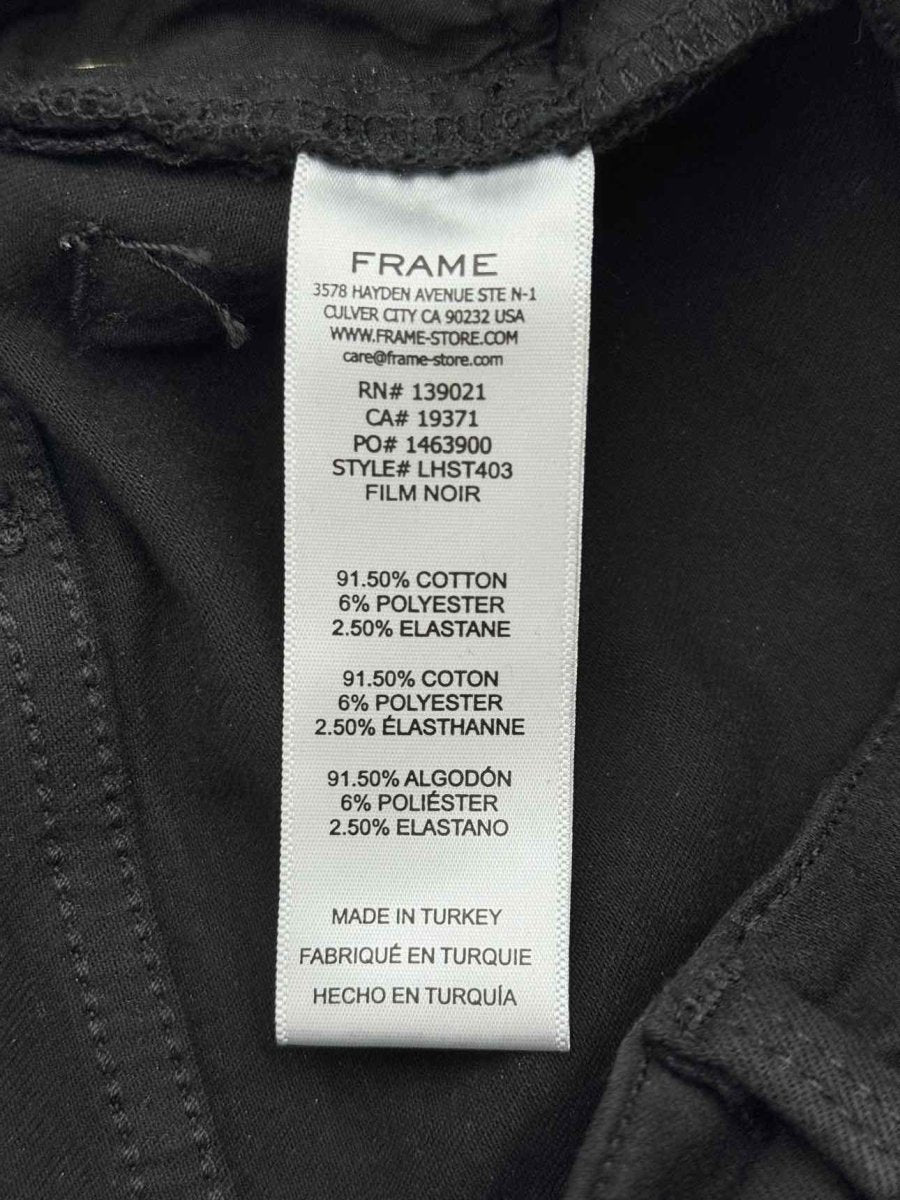 FRAME
3578 HAYDEN AVENUE STE N-1
CULVER CITY CA 90232 USA
WWW.FRAME-STORE.COM
care@frame-store.com
RN# 139021
CA# 19371
PO# 1463900
STYLE# LHST403
FILM NOIR
91.50% COTTON
6% POLYESTER
2.50% ELASTANE
91.50% COTON
6% POLYESTER
2.50% ÉLASTHANNE
91.50% ALGODÓN
6% POLIÉSTER
2.50% ELASTANO
MADE IN TURKEY
FABRIQUÉ EN TURQUIE
HECHO EN TURQUÍA